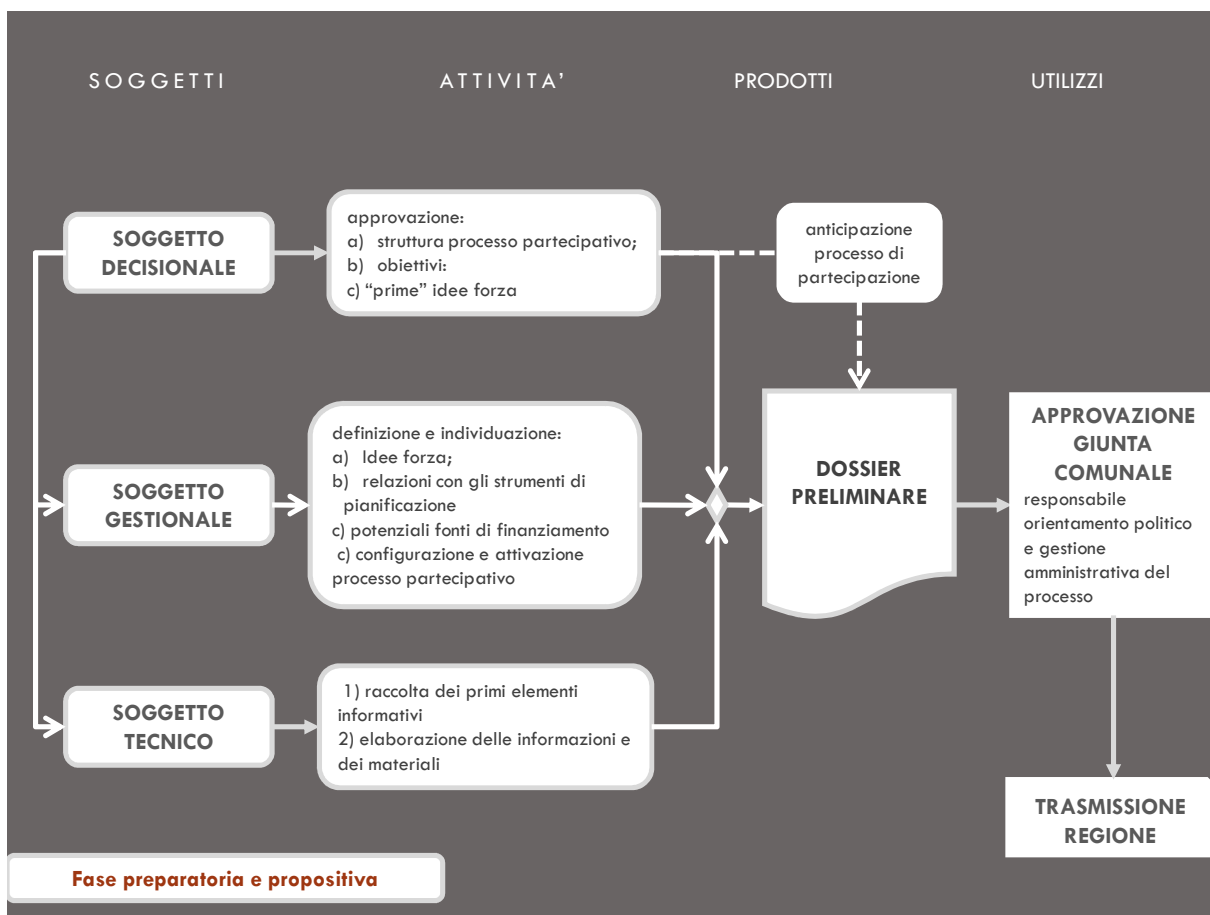 SOGGETTI
ATTIVITA’
PRODOTTI
UTILIZZI
SOGGETTO
DECISIONALE
approvazione:
a) struttura processo partecipativo;
b) obiettivi:
c) “prime” idee forza
anticipazione
processo di
partecipazione
SOGGETTO
GESTIONALE
definizione e individuazione:
a) Idee forza;
b) relazioni con gli strumenti di
pianificazione
c) potenziali fonti di finanziamento
c) configurazione e attivazione
processo partecipativo
DOSSIER
PRELIMINARE
APPROVAZIONE
GIUNTA
COMUNALE
responsabile
orientamento politico
e gestione
amministrativa del
processo
SOGGETTO
TECNICO
1) raccolta dei primi elementi
informativi
2) elaborazione delle informazioni e
dei materiali
TRASMISSIONE
REGIONE
Fase preparatoria e propositiva